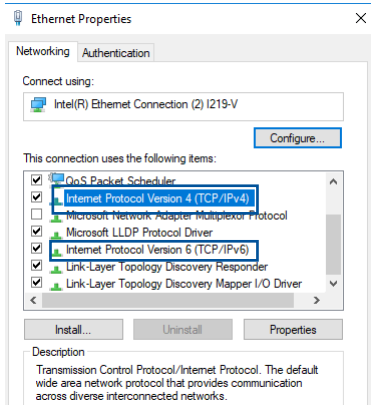 Ethernet Properties
Networking
Authentication
Connect using:
Intel(R) Ethernet Connection (2) I219-V
Configure...
This connection uses the following items:
QoS Packet Scheduler
Internet Protocol Version 4 (TCP/IPv4)
Microsoft Network Adapter Multiplexor Protocol
Microsoft LLDP Protocol Driver
Internet Protocol Version 6 (TCP/IPv6)
Link-Layer Topology Discovery Responder
Link-Layer Topology Discovery Mapper I/O Driver
Install...
Uninstall
Properties
Description
Transmission Control Protocol/Internet Protocol. The default
wide area network protocol that provides communication
across diverse interconnected networks.